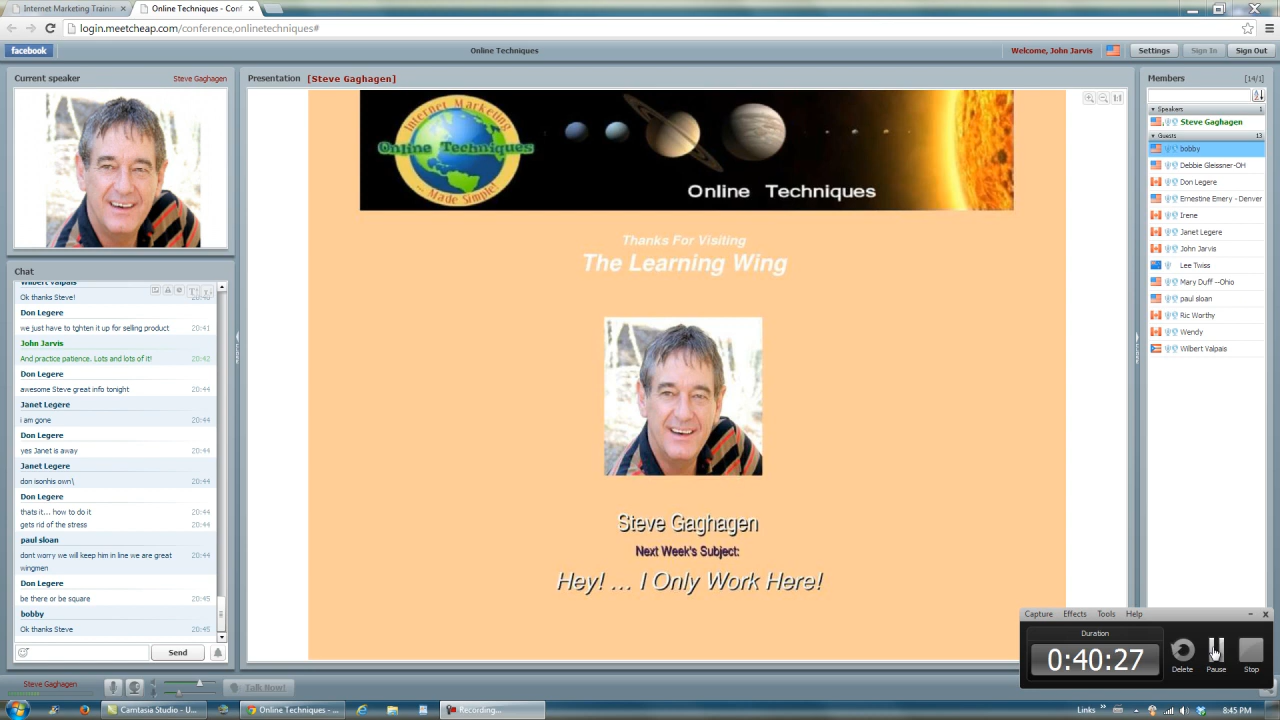 Internet Marketing Trainin
Online Techniques - Conf
login.meetcheap.com/conference,onlinetechniques#
facebook
Online Techniques
Welcome, John Jarvis
Settings
Sign In
Sign Out
Current speaker
Steve Gaghagen
Presentation
[Steve Gaghagen]
Members
[14/1]
Internet Marketing
Online Techniques
... Made Simple!
Online Techniques
Thanks For Visiting
The Learning Wing
Steve Gaghagen
Next Week's Subject:
Hey! ... I Only Work Here!
Chat
Wilbert Valpais
Ok thanks Steve!
Don Legere
we just have to tghten it up for selling product 20:41
John Jarvis
And practice patience. Lots and lots of it! 20:42
Don Legere
awesome Steve great info tonight 20:44
Janet Legere
i am gone 20:44
Don Legere
yes Janet is away 20:44
Janet Legere
don isonhis own\ 20:44
Don Legere
thats it... how to do it 20:44
gets rid of the stress 20:44
paul sloan
dont worry we will keep him in line we are great 20:44
wingmen
Don Legere
be there or be square 20:45
bobby
Ok thanks Steve 20:45
Send
Speakers 1
Steve Gaghagen
Guests 13
bobby
Debbie Gleissner-OH
Don Legere
Ernestine Emery - Denver
Irene
Janet Legere
John Jarvis
Lee Twiss
Mary Duff --Ohio
paul sloan
Ric Worthy
Wendy
Wilbert Valpais
Capture Effects Tools Help
Duration
0:40:27
Delete
Pause
Stop
Steve Gaghagen
Talk Now!
Camtasia Studio - U...
Online Techniques - ...
Recording...
Links
8:45 PM